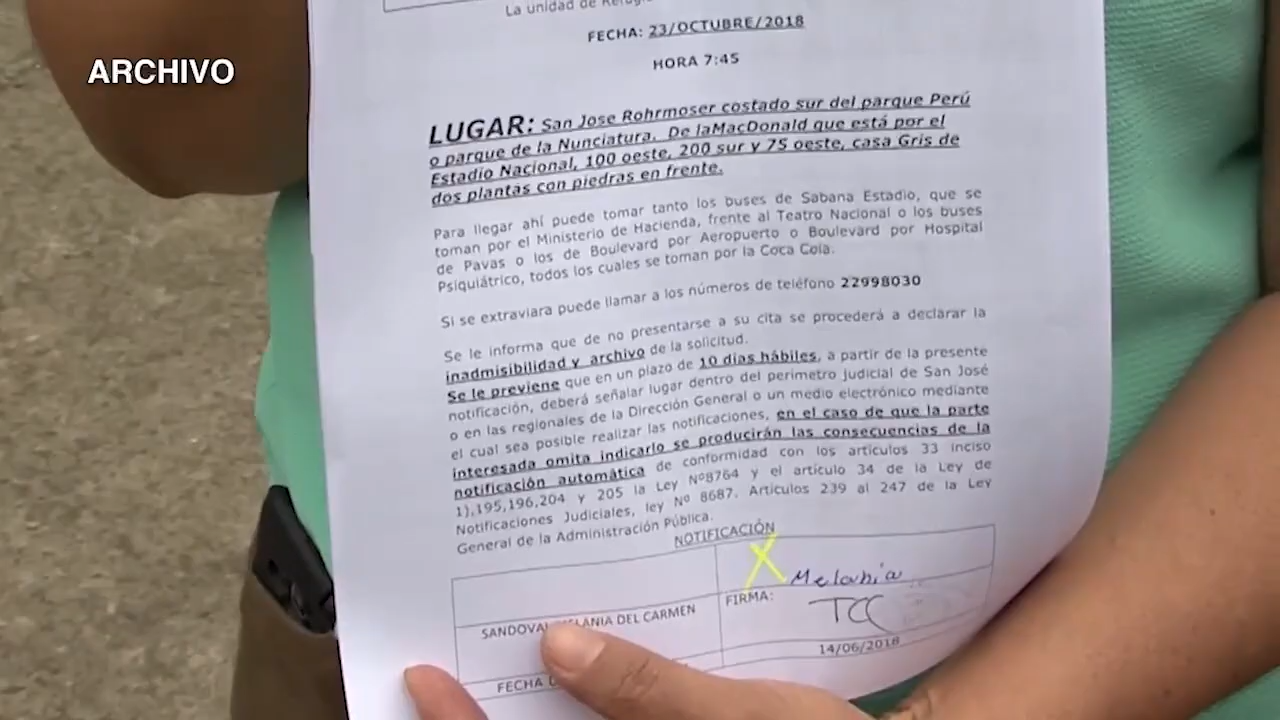 La unidad de Refugi
FECHA: 23/OCTUBRE/2018
ARCHIVO
HORA 7:45
LUGAR: San Jose Rohrmoser costado sur del parque Perú
o parque de la Nunciatura. De laMacDonald que está por el
Estadio Nacional, 100 oeste, 200 sur y 75 oeste, casa Gris de
dos plantas con piedras en frente.
Para llegar ahí puede tomar tanto los buses de Sabana Estadio, que se
toman por el Ministerio de Hacienda, frente al Teatro Nacional o los buses
de Pavas o los de Boulevard por Aeropuerto o Boulevard por Hospital
Psiquiátrico, todos los cuales se toman por la Coca Cola.
Si se extraviara puede llamar a los números de teléfono 22998030
Se le informa que de no presentarse a su cita se procederá a declarar la
inadmisibilidad y archivo de la solicitud.
Se le previene que en un plazo de 10 días hábiles, a partir de la presente
notificación, deberá señalar lugar dentro del perímetro judicial de San José
o en las regionales de la Dirección General o un medio electrónico mediante
el cual sea posible realizar las notificaciones, en el caso de que la parte
interesada omita indicarlo se producirán las consecuencias de la
notificación automática de conformidad con los artículos 33 inciso
1),195,196,204 y 205 la Ley Nº8764 y el artículo 34 de la Ley de
Notificaciones Judiciales, ley Nº 8687. Artículos 239 al 247 de la Ley
General de la Administración Pública.
NOTIFICACIÓN
X Melania
FIRMA: TCC
SANDOVAL DEL CARMEN
14/06/2018
FECHA